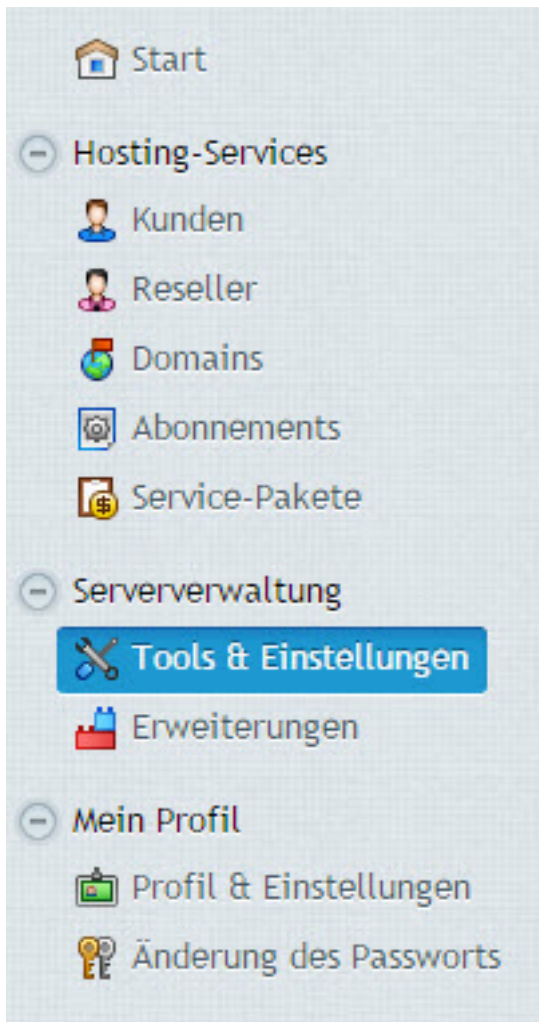 Start
Hosting-Services
Kunden
Reseller
Domains
Abonnements
Service-Pakete
Serververwaltung
Tools & Einstellungen
Erweiterungen
Mein Profil
Profil & Einstellungen
Änderung des Passworts